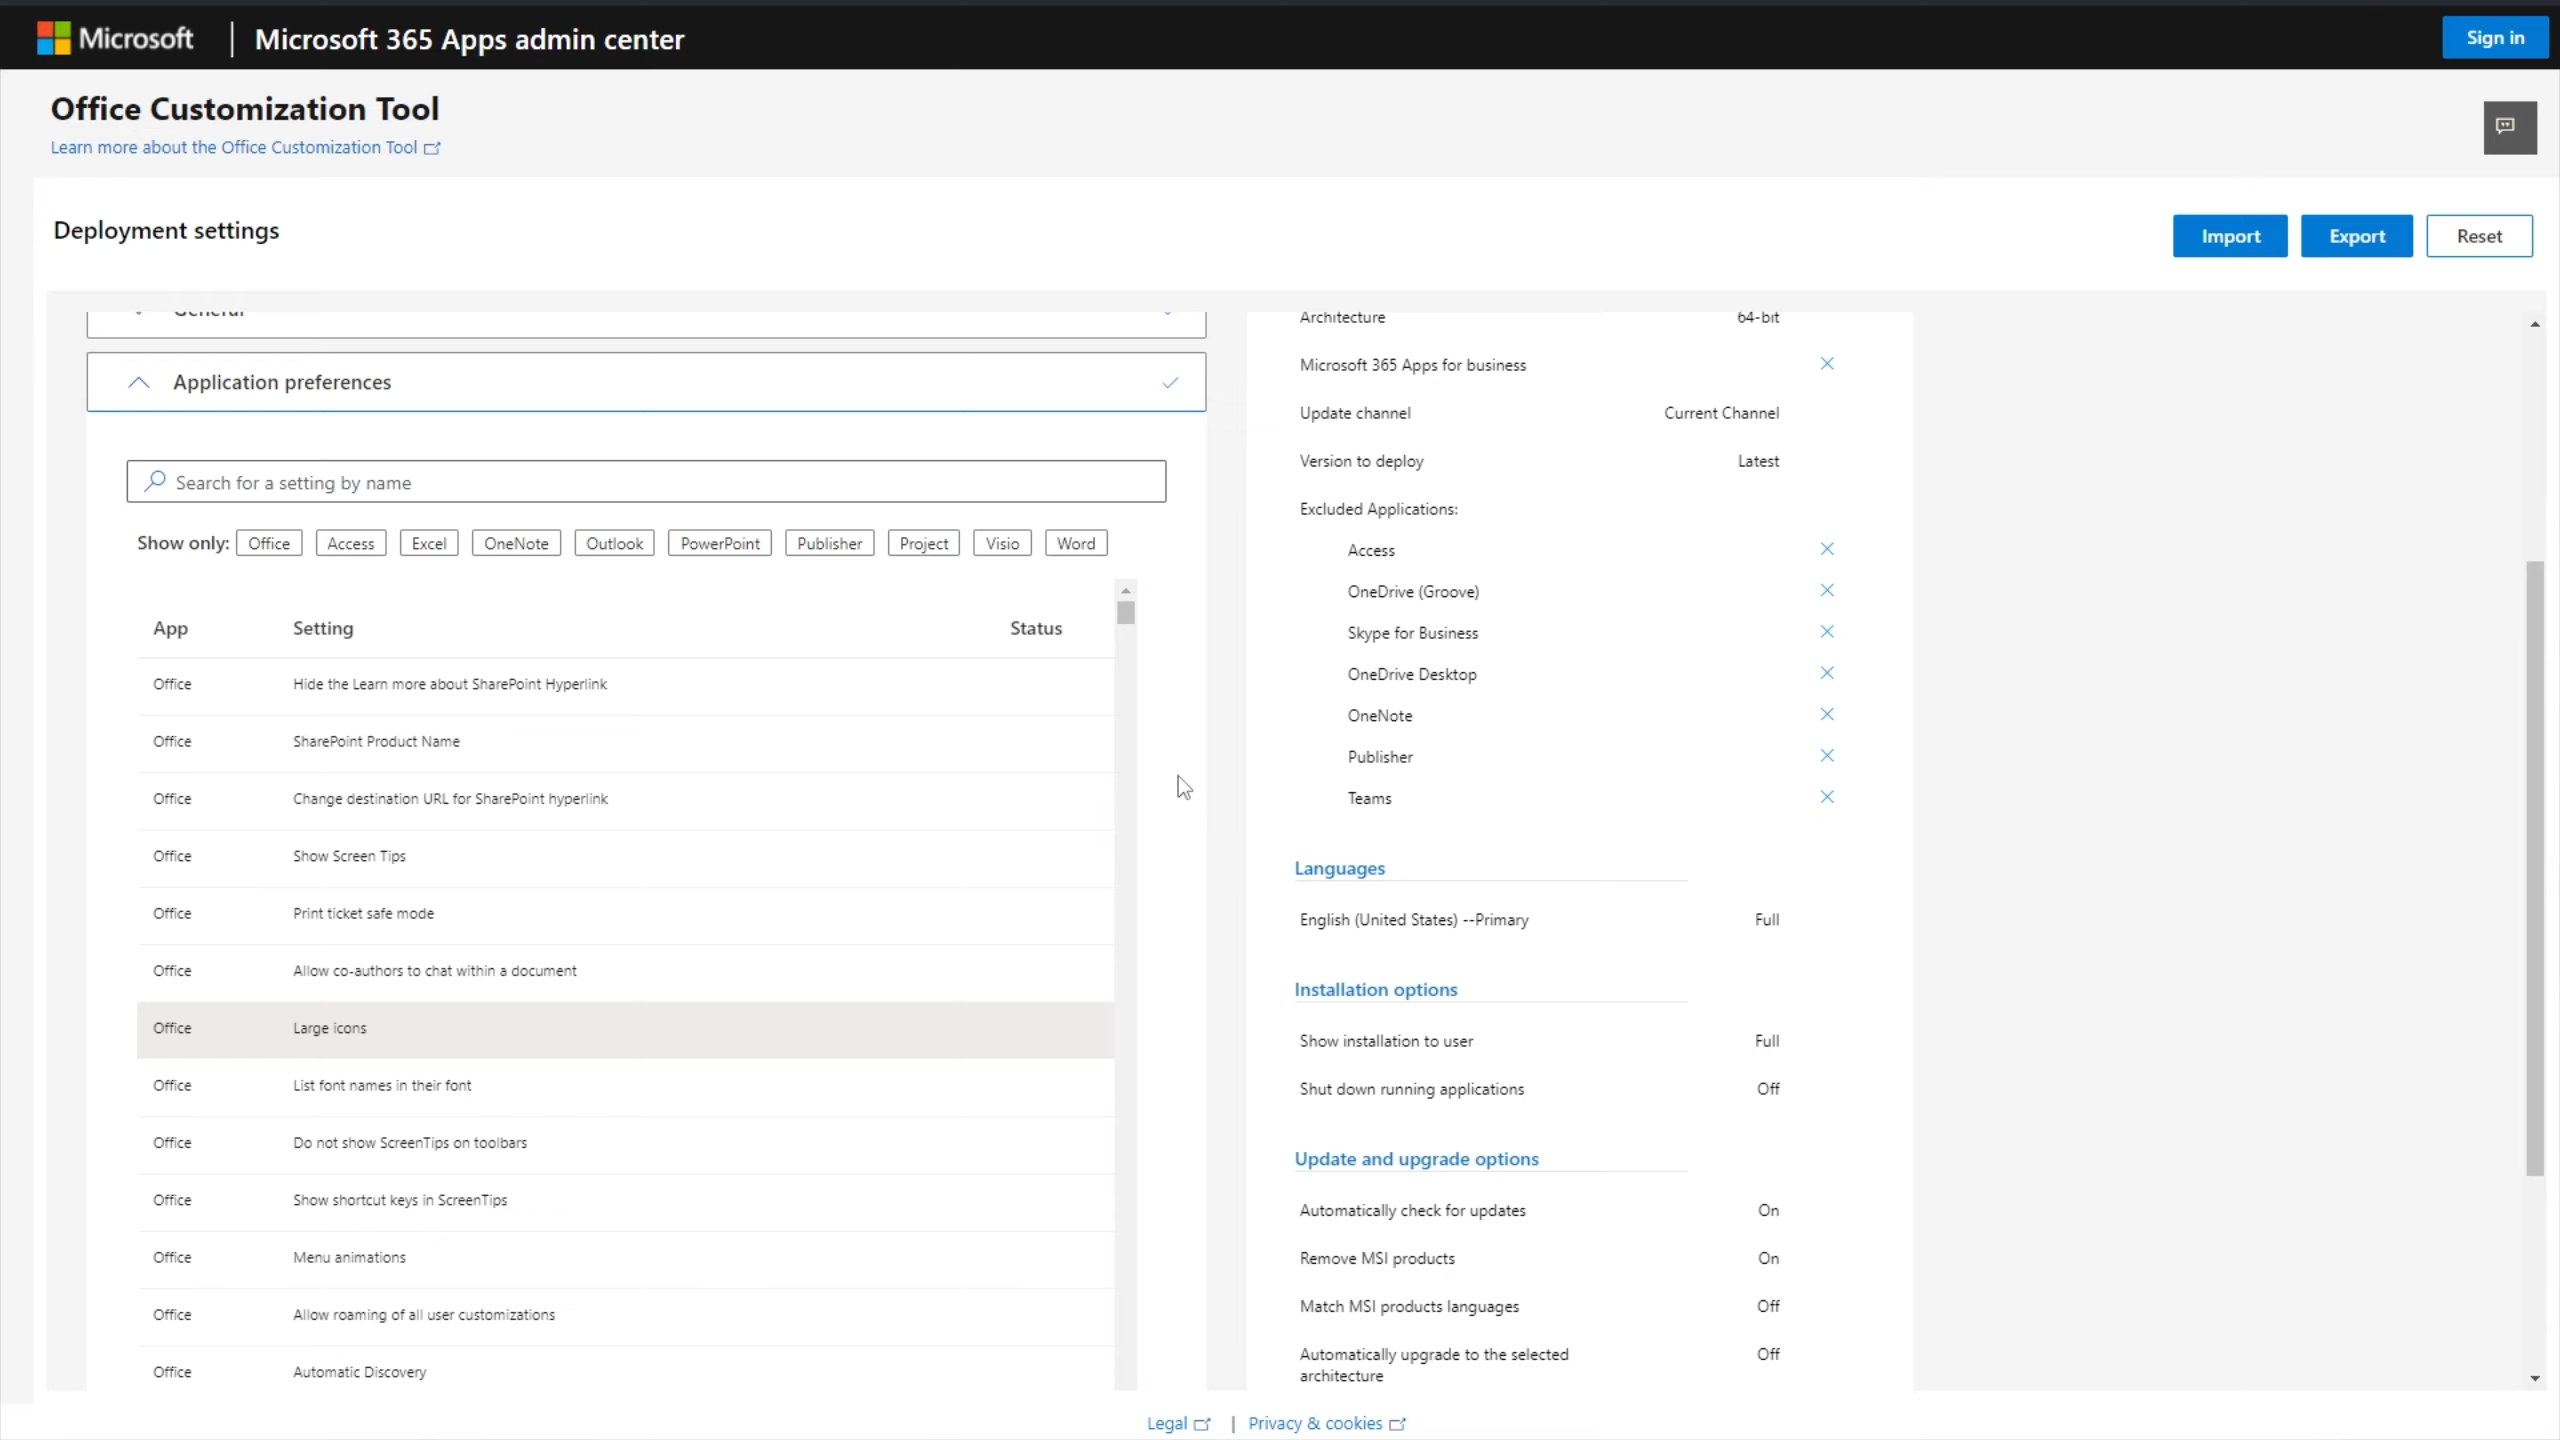 Microsoft | Microsoft 365 Apps admin center
Sign in
Office Customization Tool
Learn more about the Office Customization Tool
Deployment settings
Import
Export
Reset
General
Application preferences
Search for a setting by name
Show only: Office Access Excel OneNote Outlook PowerPoint Publisher Project Visio Word
App Setting Status
Office Hide the Learn more about SharePoint Hyperlink
Office SharePoint Product Name
Office Change destination URL for SharePoint hyperlink
Office Show Screen Tips
Office Print ticket safe mode
Office Allow co-authors to chat within a document
Office Large icons
Office List font names in their font
Office Do not show ScreenTips on toolbars
Office Show shortcut keys in ScreenTips
Office Menu animations
Office Allow roaming of all user customizations
Office Automatic Discovery
Architecture 64-bit
Microsoft 365 Apps for business
Update channel Current Channel
Version to deploy Latest
Excluded Applications:
Access
OneDrive (Groove)
Skype for Business
OneDrive Desktop
OneNote
Publisher
Teams
Languages
English (United States) --Primary Full
Installation options
Show installation to user Full
Shut down running applications Off
Update and upgrade options
Automatically check for updates On
Remove MSI products On
Match MSI products languages Off
Automatically upgrade to the selected Off
architecture
Legal | Privacy & cookies